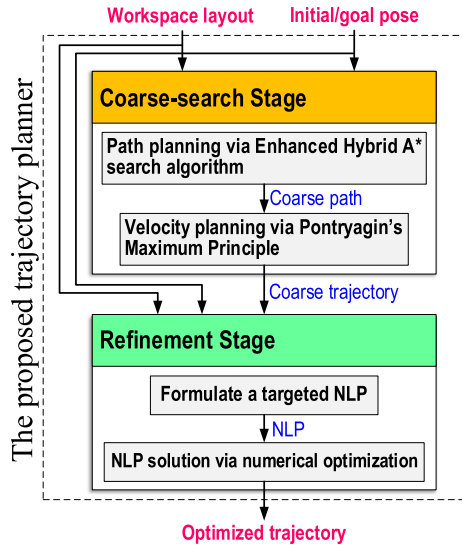 Workspace layout
Initial/goal pose
The proposed trajectory planner
Coarse-search Stage
Path planning via Enhanced Hybrid A*
search algorithm
Coarse path
Velocity planning via Pontryagin's
Maximum Principle
Coarse trajectory
Refinement Stage
Formulate a targeted NLP
NLP
NLP solution via numerical optimization
Optimized trajectory